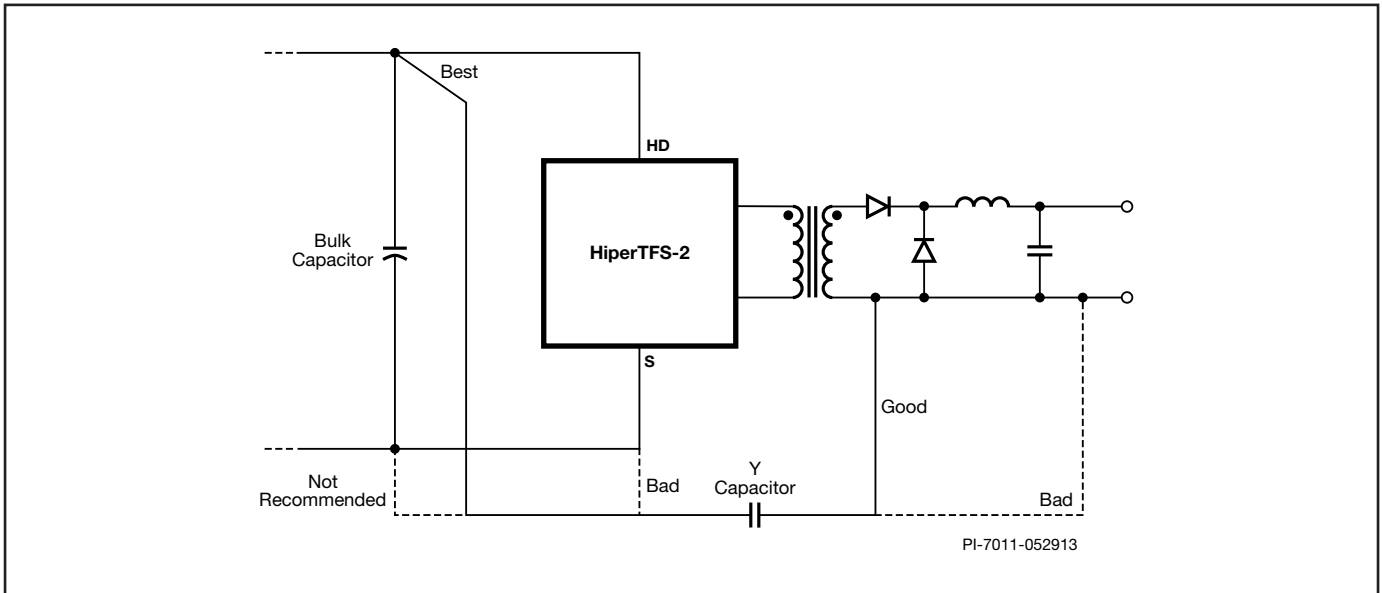 Best
HD
Bulk
Capacitor
HiperTFS-2
S
Good
Not
Recommended
Bad
Y
Capacitor
Bad
PI-7011-052913